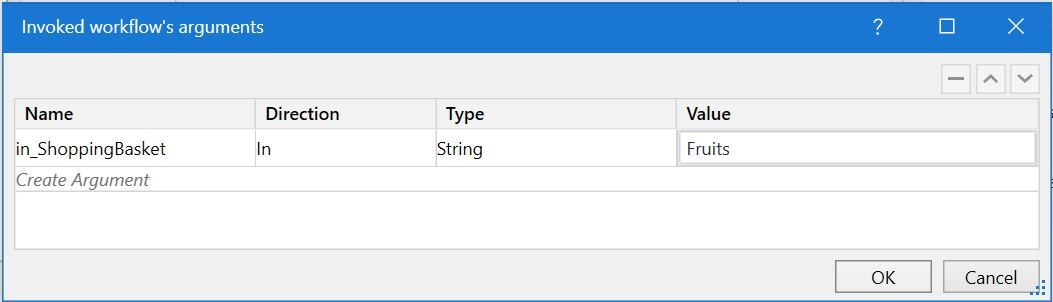 Invoked workflow's arguments
Name Direction Type Value
in_ShoppingBasket In String Fruits
Create Argument
OK Cancel